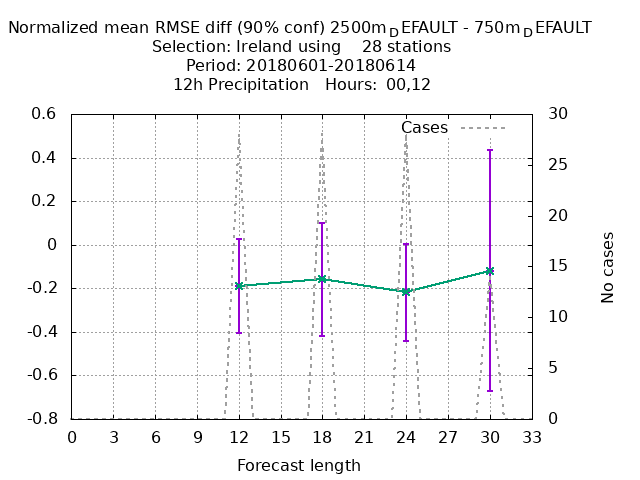 Normalized mean RMSE diff (90% conf) 2500m_DEFAULT - 750m_DEFAULT
Selection: Ireland using 28 stations
Period: 20180601-20180614
12h Precipitation Hours: 00,12
Cases
0.6
0.4
0.2
0
-0.2
-0.4
-0.6
-0.8
30
25
20
15
10
5
0
No cases
0 3 6 9 12 15 18 21 24 27 30 33
Forecast length